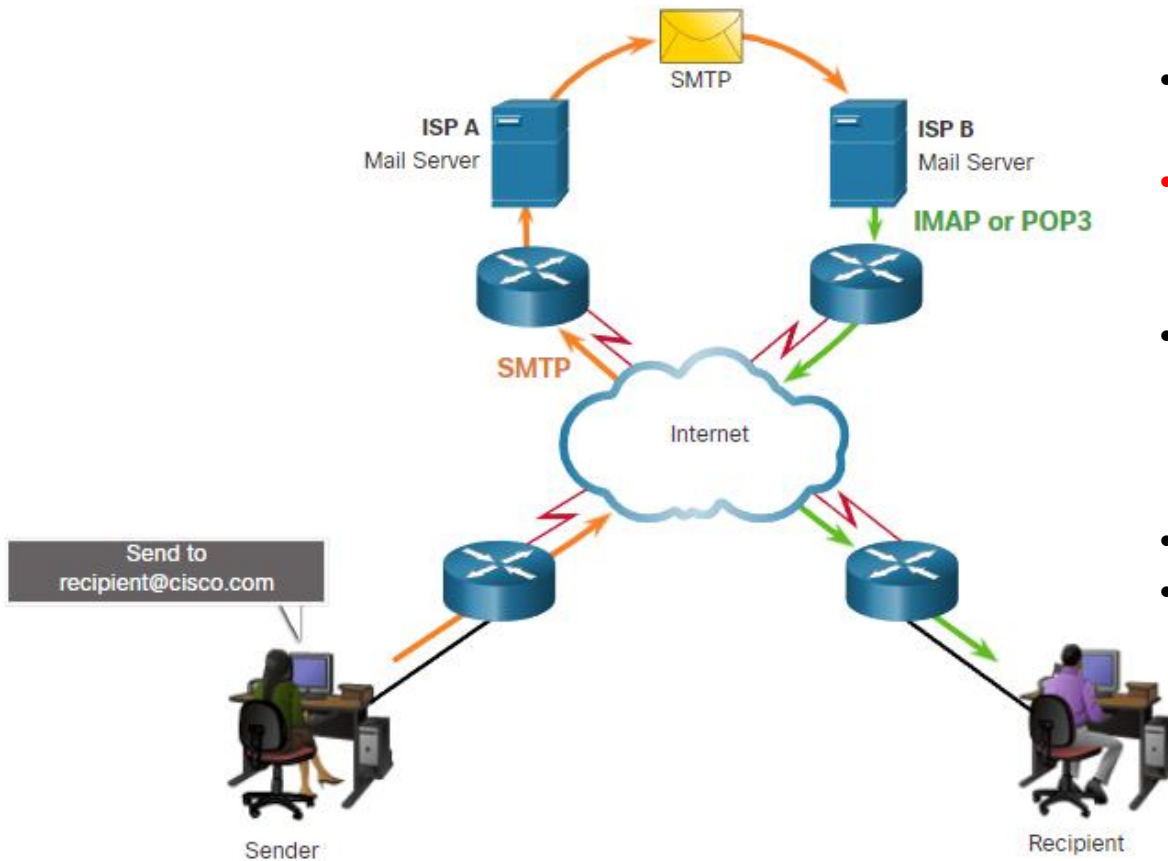 SMTP
ISP A
Mail Server
ISP B
Mail Server
IMAP or POP3
SMTP
Internet
Send to
recipient@cisco.com
Sender
Recipient